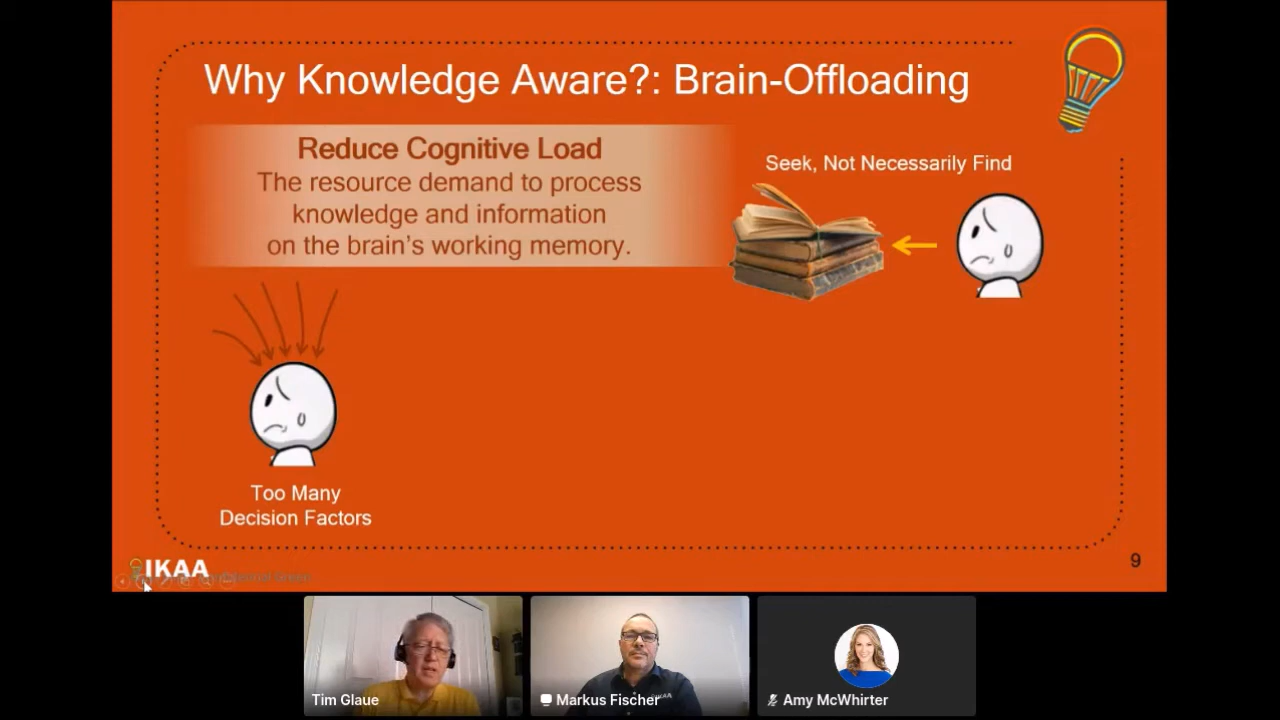 Why Knowledge Aware?: Brain-Offloading
Reduce Cognitive Load
The resource demand to process
knowledge and information
on the brain's working memory.
Seek, Not Necessarily Find
Too Many
Decision Factors
IKAA
9
Tim Glaue
Markus Fischer
IKAA
Amy McWhirter